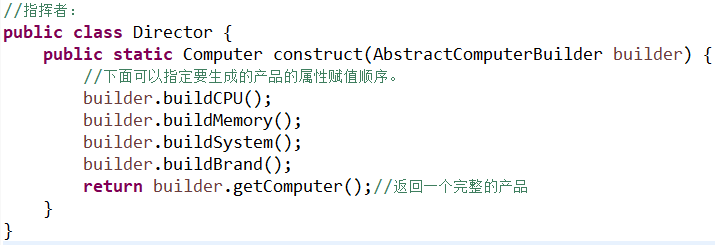 //指挥者：
public class Director {
    public static Computer construct(AbstractComputerBuilder builder) {
        //下面可以指定要生成的产品的属性赋值顺序。
        builder.buildCPU();
        builder.buildMemory();
        builder.buildSystem();
        builder.buildBrand();
        return builder.getComputer();//返回一个完整的产品
    }
}